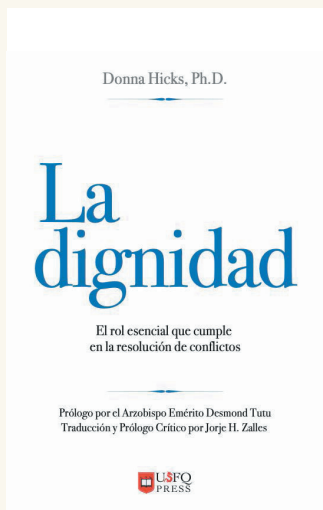 Donna Hicks, Ph.D.
La
dignidad
El rol esencial que cumple
en la resolución de conflictos
Prólogo por el Arzobispo Emérito Desmond Tutu
Traducción y Prólogo Crítico por Jorje H. Zalles
USFQ
PRESS